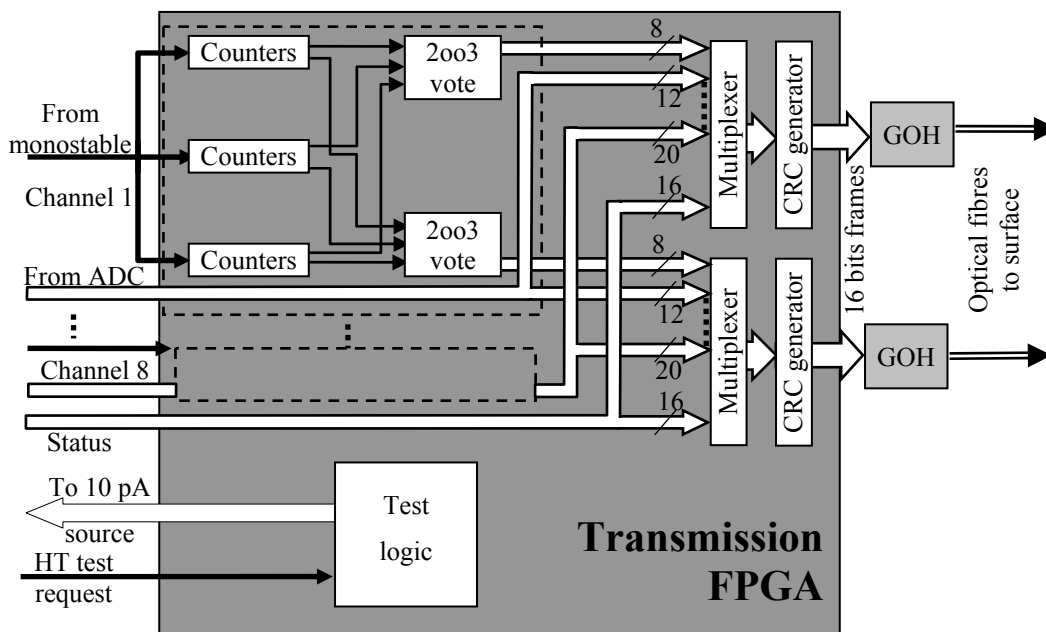 Counters
2oo3
vote
8
12
20
16
From
monostable
Channel 1
Counters
Counters
2oo3
vote
Multiplexer
CRC generator
GOH
16 bits frames
Optical fibres
to surface
From ADC
8
12
20
16
Channel 8
Status
Multiplexer
CRC generator
GOH
To 10 pA
source
HT test
request
Test
logic
Transmission
FPGA